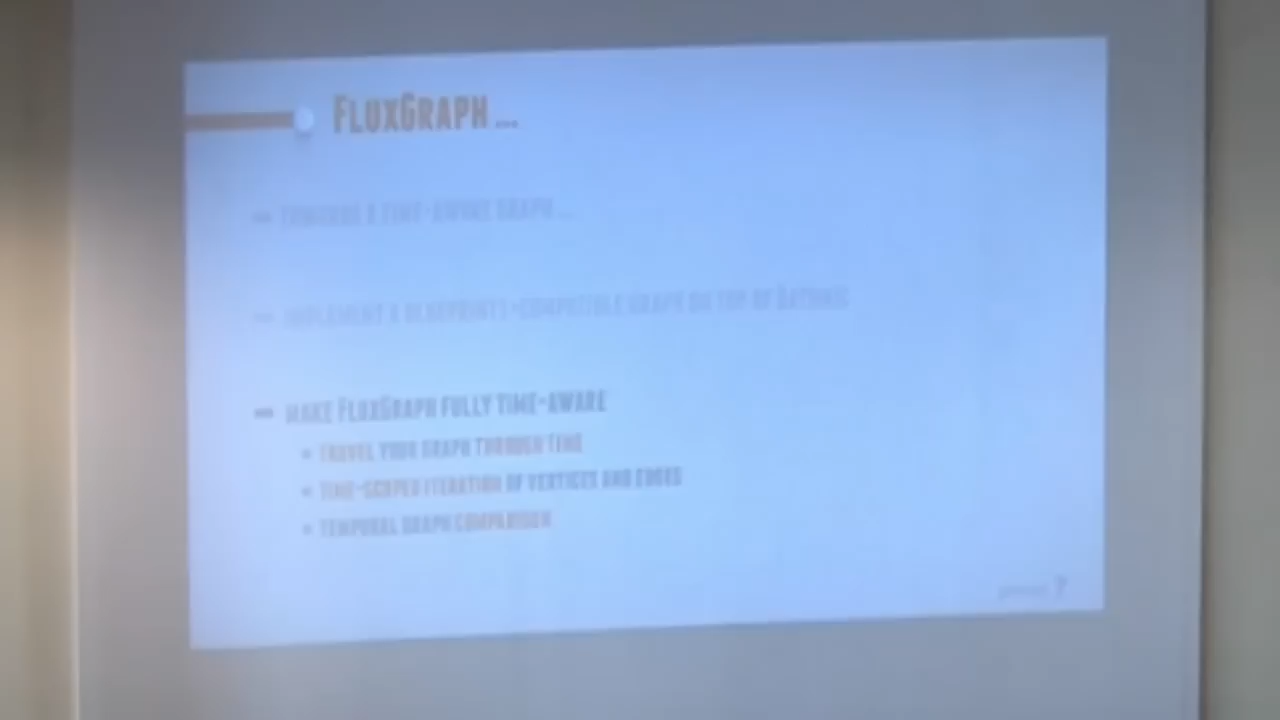 FLUXGRAPH ...
TOWARDS A TIME-AWARE GRAPH ...
IMPLEMENT A BLUEPRINTS-COMPATIBLE GRAPH ON TOP OF DATOMIC
MAKE FLUXGRAPH FULLY TIME-AWARE
TRAVEL YOUR GRAPH THROUGH TIME
TIME-SCOPED ITERATION OF VERTICES AND EDGES
TEMPORAL GRAPH COMPARISON